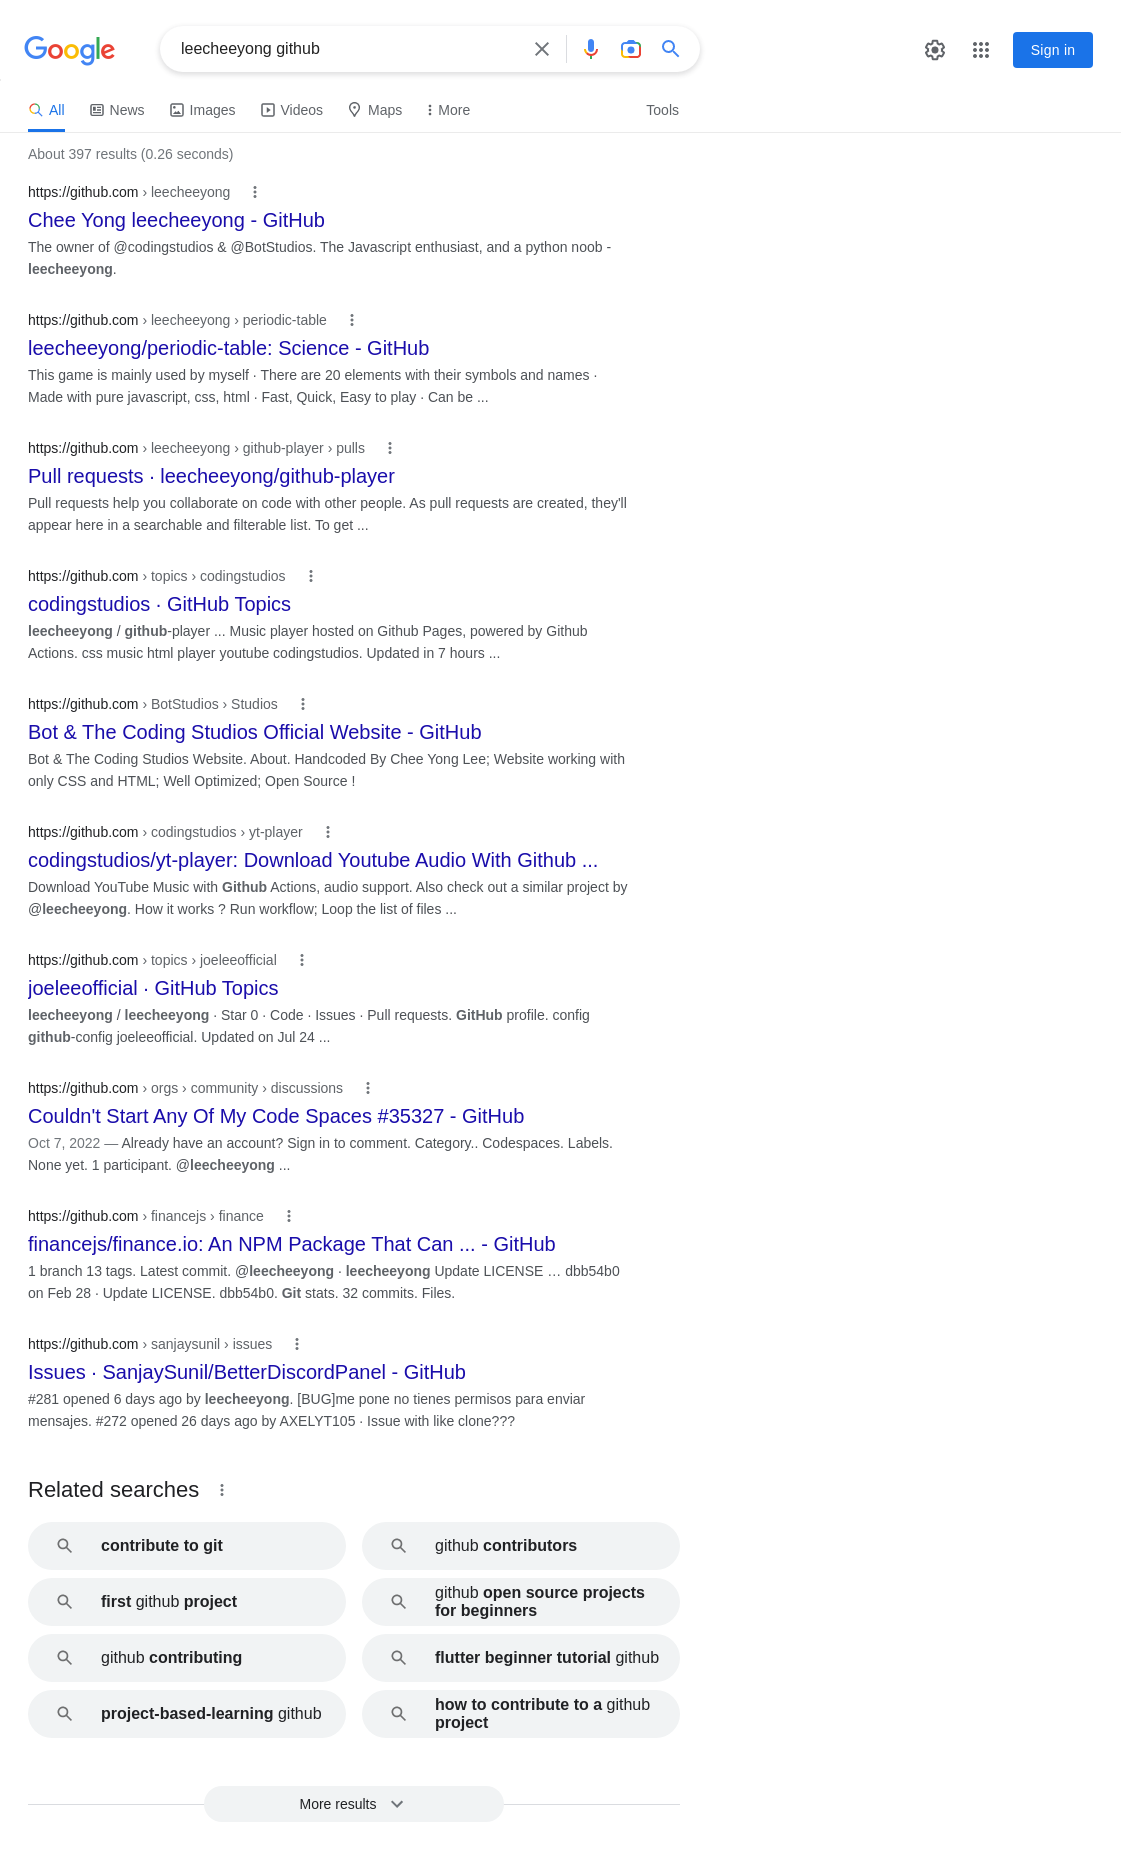 Google
leecheeyong github
Sign in
All News Images Videos Maps More Tools
About 397 results (0.26 seconds)
https://github.com › leecheeyong
Chee Yong leecheeyong - GitHub
The owner of @codingstudios & @BotStudios. The Javascript enthusiast, and a python noob -
leecheeyong.
https://github.com › leecheeyong › periodic-table
leecheeyong/periodic-table: Science - GitHub
This game is mainly used by myself · There are 20 elements with their symbols and names ·
Made with pure javascript, css, html · Fast, Quick, Easy to play · Can be ...
https://github.com › leecheeyong › github-player › pulls
Pull requests · leecheeyong/github-player
Pull requests help you collaborate on code with other people. As pull requests are created, they'll
appear here in a searchable and filterable list. To get ...
https://github.com › topics › codingstudios
codingstudios · GitHub Topics
leecheeyong / github-player ... Music player hosted on Github Pages, powered by Github
Actions. css music html player youtube codingstudios. Updated in 7 hours ...
https://github.com › BotStudios › Studios
Bot & The Coding Studios Official Website - GitHub
Bot & The Coding Studios Website. About. Handcoded By Chee Yong Lee; Website working with
only CSS and HTML; Well Optimized; Open Source !
https://github.com › codingstudios › yt-player
codingstudios/yt-player: Download Youtube Audio With Github ...
Download YouTube Music with Github Actions, audio support. Also check out a similar project by
@leecheeyong. How it works ? Run workflow; Loop the list of files ...
https://github.com › topics › joeleeofficial
joeleeofficial · GitHub Topics
leecheeyong / leecheeyong · Star 0 · Code · Issues · Pull requests. GitHub profile. config
github-config joeleeofficial. Updated on Jul 24 ...
https://github.com › orgs › community › discussions
Couldn't Start Any Of My Code Spaces #35327 - GitHub
Oct 7, 2022 — Already have an account? Sign in to comment. Category.. Codespaces. Labels.
None yet. 1 participant. @leecheeyong ...
https://github.com › financejs › finance
financejs/finance.io: An NPM Package That Can ... - GitHub
1 branch 13 tags. Latest commit. @leecheeyong · leecheeyong Update LICENSE … dbb54b0
on Feb 28 · Update LICENSE. dbb54b0. Git stats. 32 commits. Files.
https://github.com › sanjaysunil › issues
Issues · SanjaySunil/BetterDiscordPanel - GitHub
#281 opened 6 days ago by leecheeyong. [BUG]me pone no tienes permisos para enviar
mensajes. #272 opened 26 days ago by AXELYT105 · Issue with like clone???
Related searches
contribute to git
github contributors
first github project
github open source projects
for beginners
github contributing
flutter beginner tutorial github
project-based-learning github
how to contribute to a github
project
More results